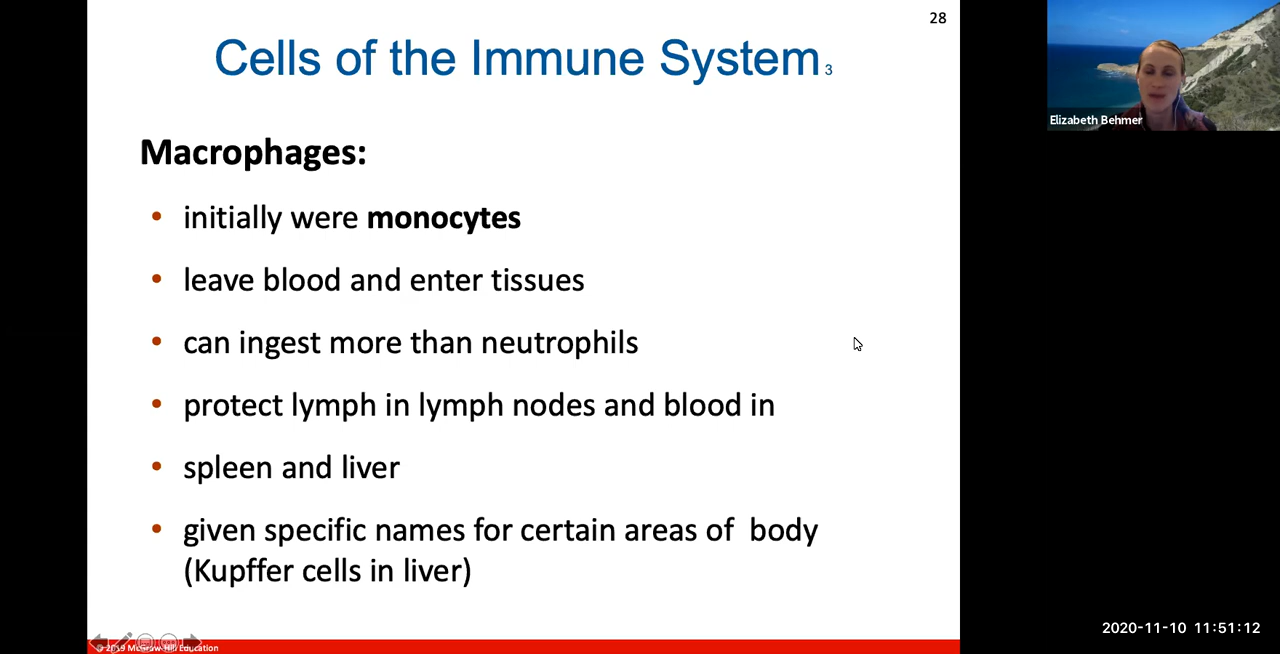 28
Cells of the Immune System 3
Elizabeth Behmer
Macrophages:
• initially were monocytes
• leave blood and enter tissues
• can ingest more than neutrophils
• protect lymph in lymph nodes and blood in
• spleen and liver
• given specific names for certain areas of body
(Kupffer cells in liver)
© 2019 McGraw-Hill Education
2020-11-10 11:51:12